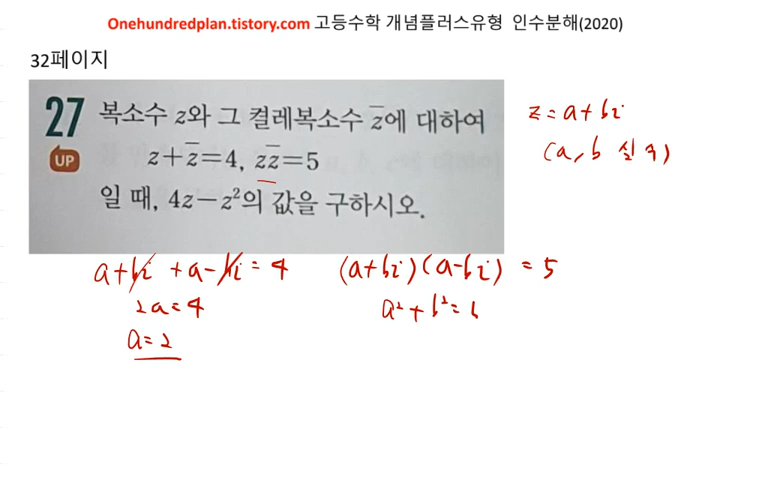 Onehundredplan.tistory.com 고등수학 개념플러스유형 인수분해(2020)
32페이지
27 복소수 z와 그 켤레복소수 z̅에 대하여
UP z+z̅=4, zz̅=5
일 때, 4z-z²의 값을 구하시오.
z=a+bi
(a, b 실수)
a+bi+a-bi=4
2a=4
a=2
(a+bi)(a-bi)=5
a²+b²=